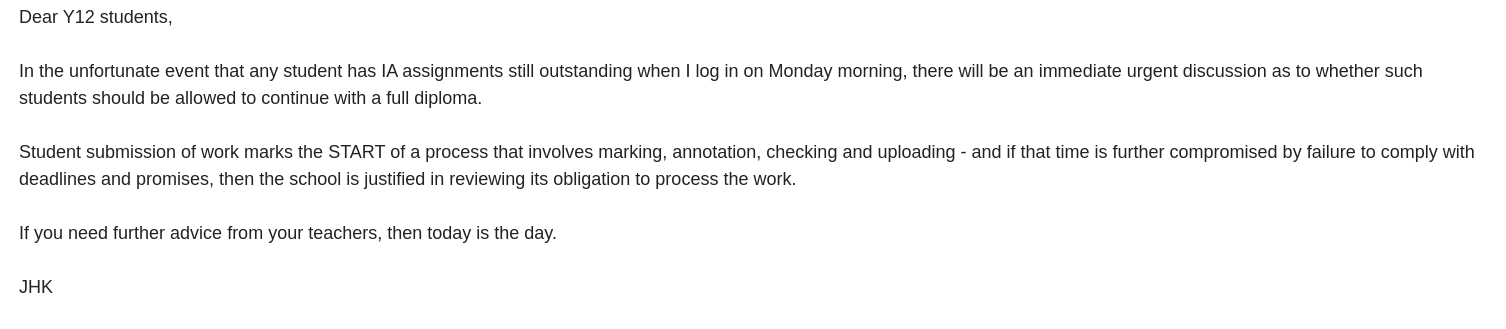 Dear Y12 students,
In the unfortunate event that any student has IA assignments still outstanding when I log in on Monday morning, there will be an immediate urgent discussion as to whether such
students should be allowed to continue with a full diploma.
Student submission of work marks the START of a process that involves marking, annotation, checking and uploading - and if that time is further compromised by failure to comply with
deadlines and promises, then the school is justified in reviewing its obligation to process the work.
If you need further advice from your teachers, then today is the day.
JHK